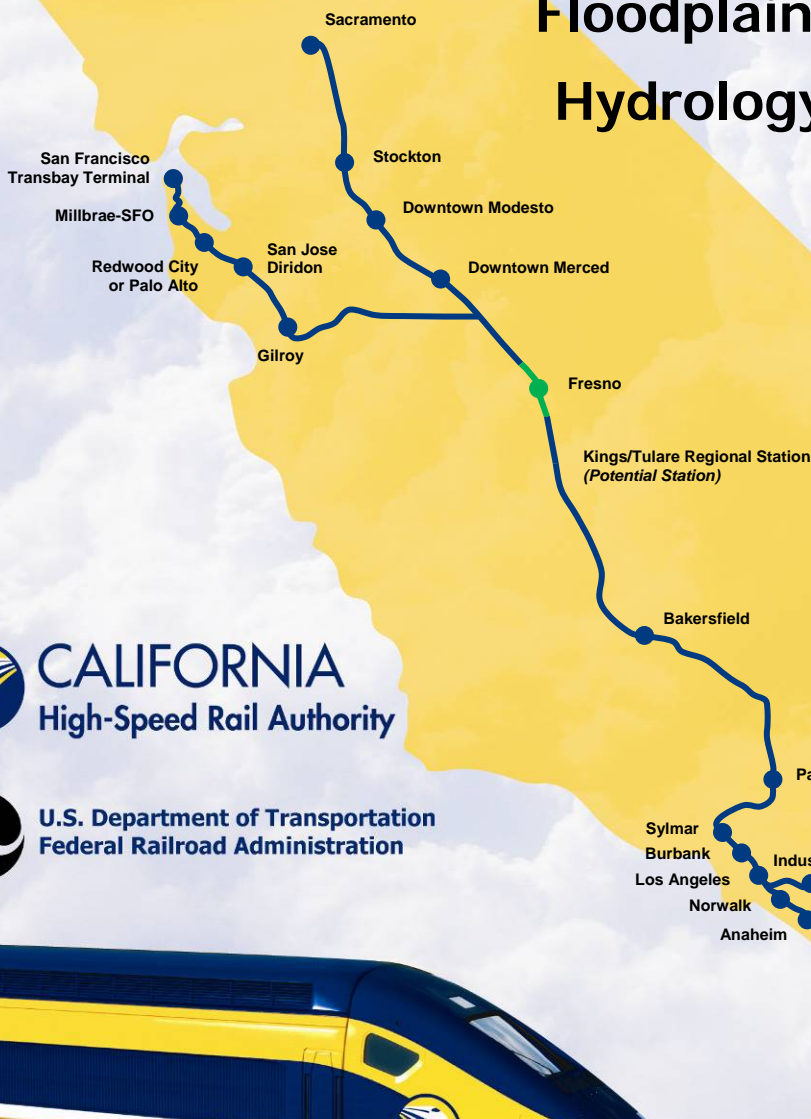 Floodplain
Hydrology
Sacramento
Stockton
San Francisco
Transbay Terminal
Downtown Modesto
Millbrae-SFO
San Jose
Diridon
Redwood City
or Palo Alto
Downtown Merced
Gilroy
Fresno
Kings/Tulare Regional Station
(Potential Station)
Bakersfield
CALIFORNIA
High-Speed Rail Authority
U.S. Department of Transportation
Federal Railroad Administration
Sylmar
Burbank
Los Angeles
Norwalk
Anaheim